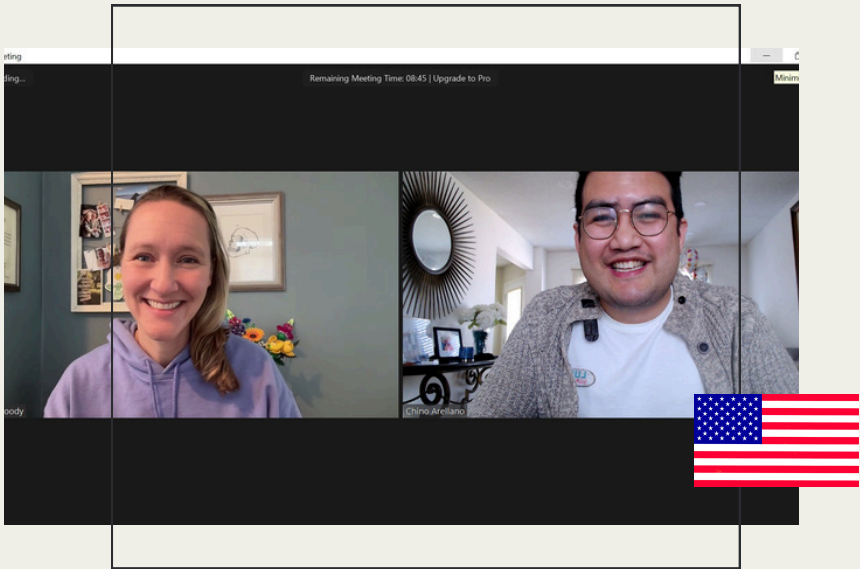 eting
ding...
Remaining Meeting Time: 08:45 | Upgrade to Pro
Minim
oody
Chino Arellano